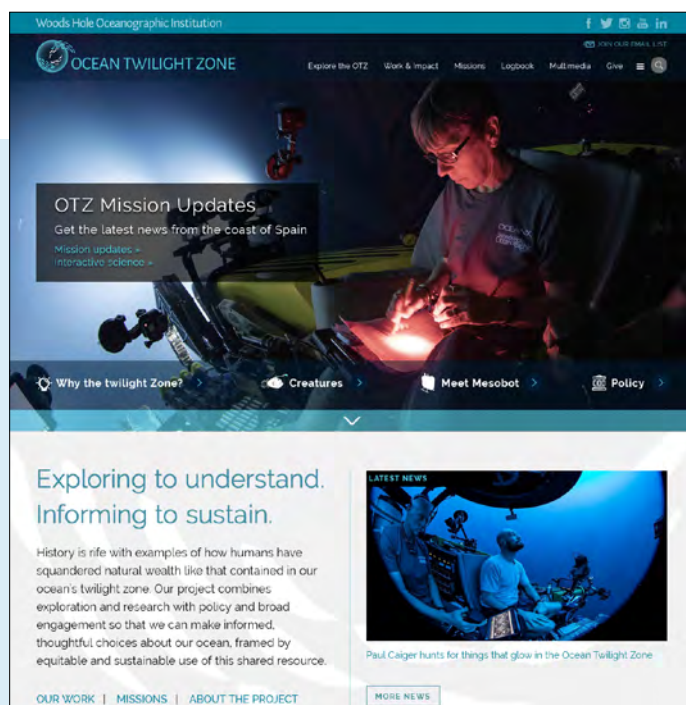 Woods Hole Oceanographic Institution
JOIN OUR EMAIL LIST
OCEAN TWILIGHT ZONE
Explore the OTZ Work & Impact Missions Logbook Multimedia Give
OTZ Mission Updates
Get the latest news from the coast of Spain
Mission updates »
Interactive science »
Why the twilight Zone? >
Creatures >
Meet Mesobot >
Policy >
Exploring to understand.
Informing to sustain.
History is rife with examples of how humans have
squandered natural wealth like that contained in our
ocean's twilight zone. Our project combines
exploration and research with policy and broad
engagement so that we can make informed,
thoughtful choices about our ocean, framed by
equitable and sustainable use of this shared resource.
OUR WORK | MISSIONS | ABOUT THE PROJECT
LATEST NEWS
Paul Caiger hunts for things that glow in the Ocean Twilight Zone
MORE NEWS